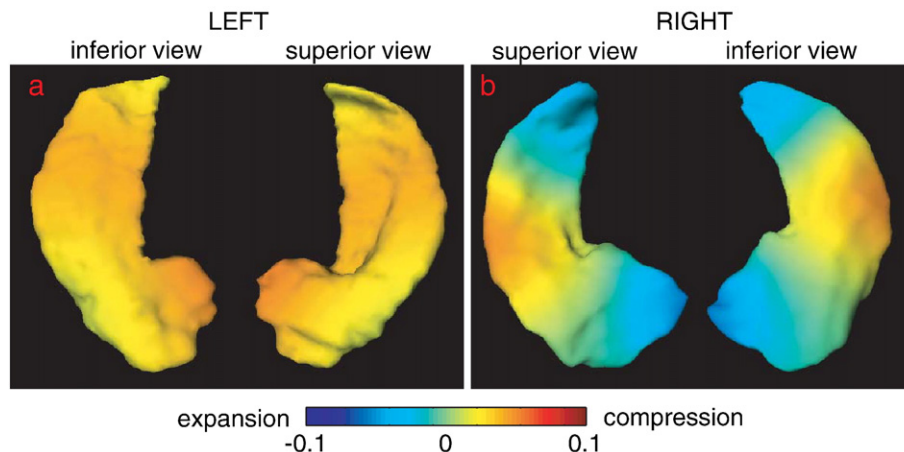 LEFT RIGHT
inferior view superior view superior view inferior view
a b
expansion compression
-0.1 0 0.1